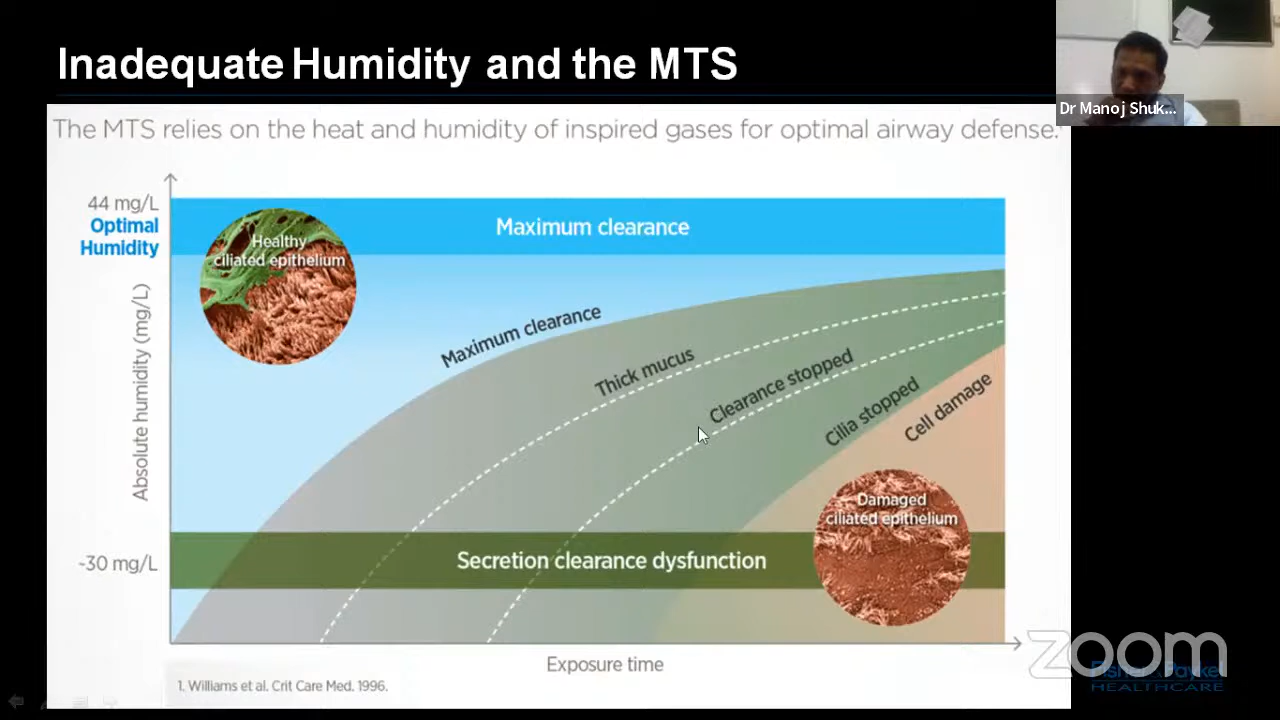 Inadequate Humidity and the MTS
Dr Manoj Shuk...
The MTS relies on the heat and humidity of inspired gases for optimal airway defense.
44 mg/L
Optimal
Humidity
Maximum clearance
Healthy
ciliated epithelium
Absolute humidity (mg/L)
Maximum clearance
Thick mucus
Clearance stopped
Cilia stopped
Cell damage
Damaged
ciliated epithelium
~30 mg/L
Secretion clearance dysfunction
Exposure time
1. Williams et al. Crit Care Med. 1996.
zoom
Fisher & Paykel
HEALTHCARE